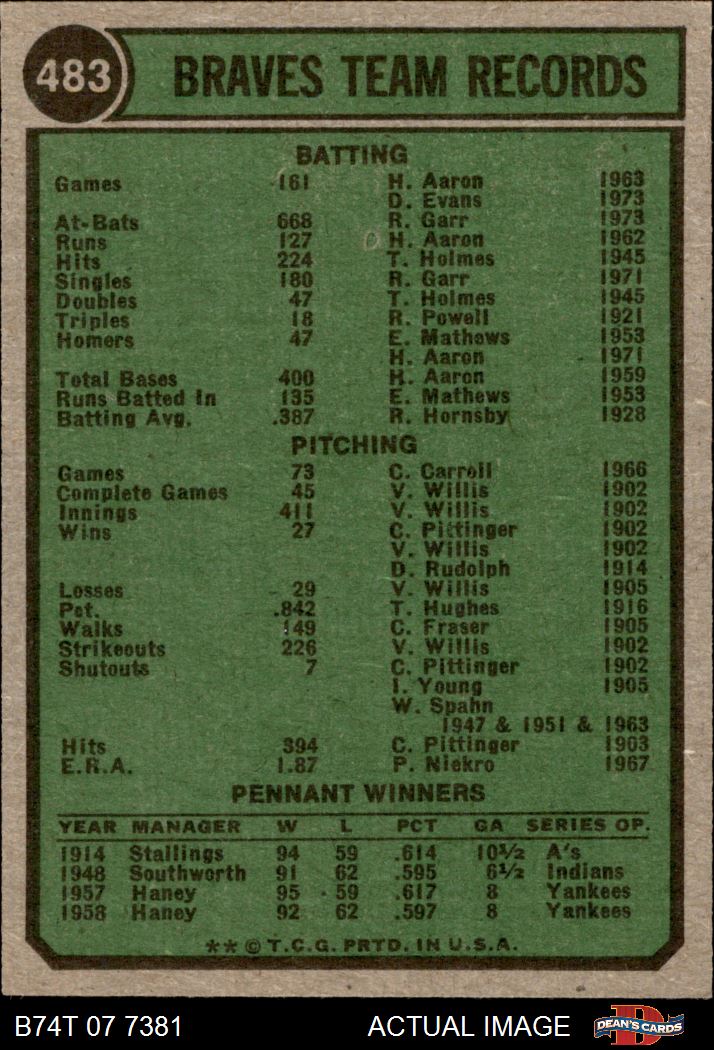 483 BRAVES TEAM RECORDS
BATTING
Games 161 H. Aaron 1963
D. Evans 1973
At-Bats 668 R. Garr 1973
Runs 127 H. Aaron 1962
Hits 224 T. Holmes 1945
Singles 180 R. Garr 1971
Doubles 47 T. Holmes 1945
Triples 18 R. Powell 1921
Homers 47 E. Mathews 1953
H. Aaron 1971
Total Bases 400 H. Aaron 1959
Runs Batted In 135 E. Mathews 1953
Batting Avg. .387 R. Hornsby 1928
PITCHING
Games 73 C. Carroll 1966
Complete Games 45 V. Willis 1902
Innings 411 V. Willis 1902
Wins 27 C. Pittinger 1902
V. Willis 1902
D. Rudolph 1914
Losses 29 V. Willis 1905
Pct. .842 T. Hughes 1916
Walks 149 C. Fraser 1905
Strikeouts 226 V. Willis 1902
Shutouts 7 C. Pittinger 1902
I. Young 1905
W. Spahn
1947 & 1951 & 1963
Hits 394 C. Pittinger 1903
E.R.A. 1.87 P. Niekro 1967
PENNANT WINNERS
YEAR MANAGER W L PCT GA SERIES OP.
1914 Stallings 94 59 .614 10½ A's
1948 Southworth 91 62 .595 6½ Indians
1957 Haney 95 59 .617 8 Yankees
1958 Haney 92 62 .597 8 Yankees
** © T.C.G. PRTD. IN U.S.A.
B74T 07 7381 ACTUAL IMAGE D DEAN'S CARDS